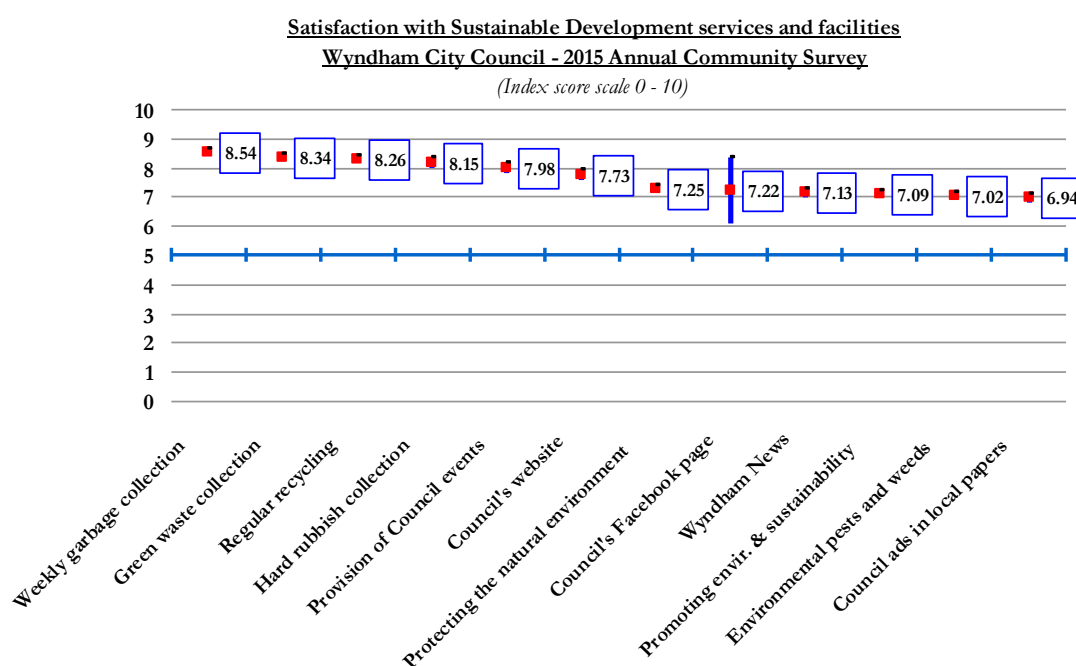 Satisfaction with Sustainable Development services and facilities
Wyndham City Council - 2015 Annual Community Survey
(Index score scale 0 - 10)
10
9
8
7
6
5
4
3
2
1
0
8.54
8.34
8.26
8.15
7.98
7.73
7.25
7.22
7.13
7.09
7.02
6.94
Weekly garbage collection
Green waste collection
Regular recycling
Hard rubbish collection
Provision of Council events
Council's website
Protecting the natural environment
Council's Facebook page
Wyndham News
Promoting envir. & sustainability
Environmental pests and weeds
Council ads in local papers